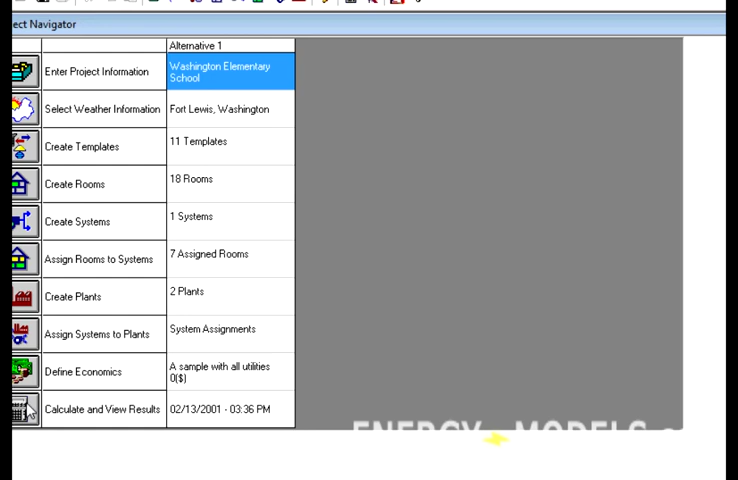 ect Navigator
Alternative 1
Enter Project Information
Washington Elementary
School
Select Weather Information
Fort Lewis, Washington
Create Templates
11 Templates
Create Rooms
18 Rooms
Create Systems
1 Systems
Assign Rooms to Systems
7 Assigned Rooms
Create Plants
2 Plants
Assign Systems to Plants
System Assignments
Define Economics
A sample with all utilities
0($)
Calculate and View Results
02/13/2001 - 03:36 PM
ENERGY MODELS